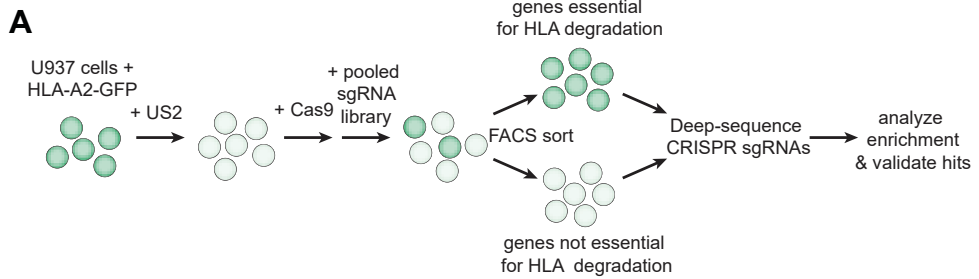 A
U937 cells +
HLA-A2-GFP
+ US2
+ Cas9
+ pooled
sgRNA
library
genes essential
for HLA degradation
FACS sort
genes not essential
for HLA degradation
Deep-sequence
CRISPR sgRNAs
analyze
enrichment
& validate hits